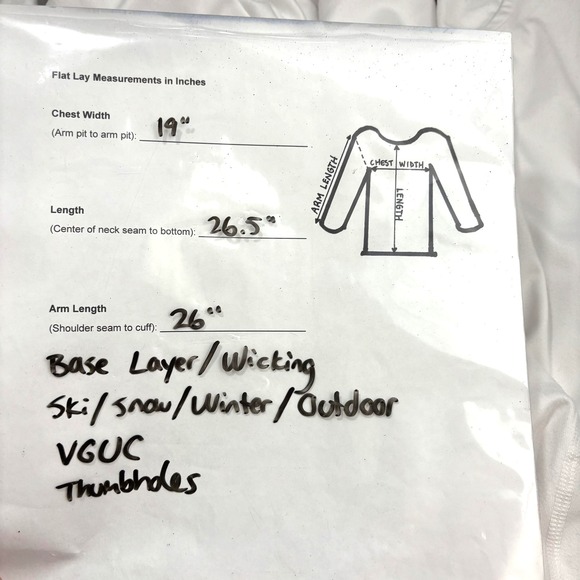 Flat Lay Measurements in Inches
Chest Width
(Arm pit to arm pit): 19"
Length
(Center of neck seam to bottom): 26.5"
Arm Length
(Shoulder seam to cuff): 26"
ARM LENGTH
CHEST WIDTH
LENGTH
Base Layer/Wicking
Ski/Snow/Winter/Outdoor
VGUC
Thumbholes